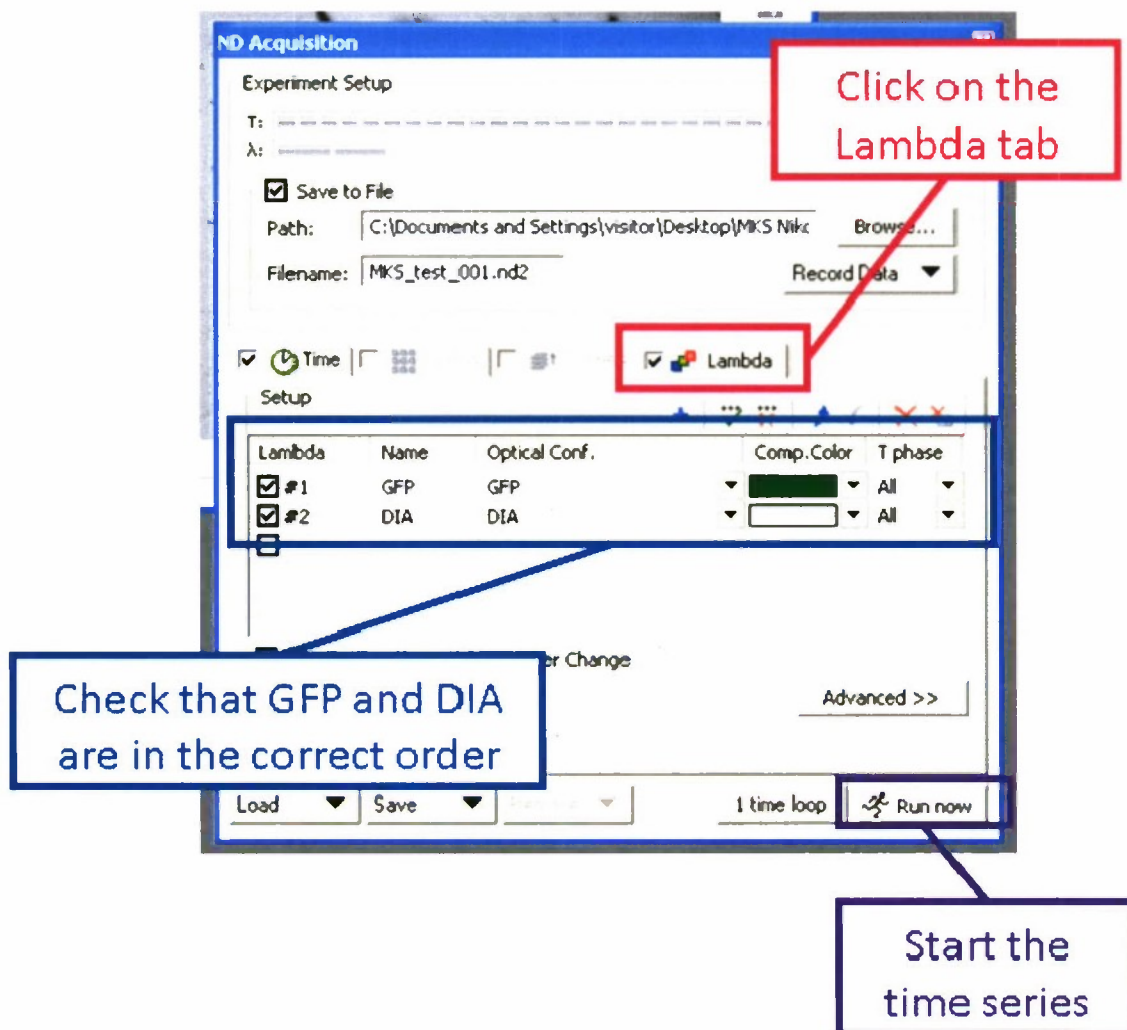 ND Acquisition
Click on the
Lambda tab
Experiment Setup
T:
λ:
Save to File
Path: C:\Documents and Settings\visitor\Desktop\MKS Niko Browse...
Filename: MKS_test_001.nd2 Record Data
Time Lambda
Setup
Lambda Name Optical Conf. Comp.Color T phase
#1 GFP GFP All
#2 DIA DIA All
Change
Check that GFP and DIA
are in the correct order
Advanced >>
Load Save 1 time loop Run now
Start the
time series